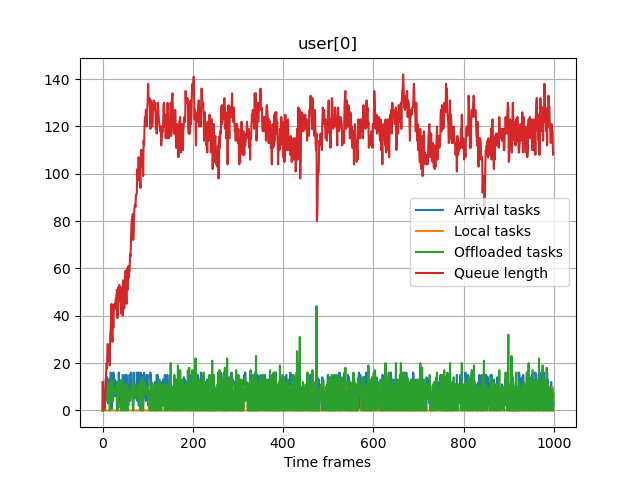 user[0]
140
120
100
80
60
40
20
0
Arrival tasks
Local tasks
Offloaded tasks
Queue length
0 200 400 600 800 1000
Time frames